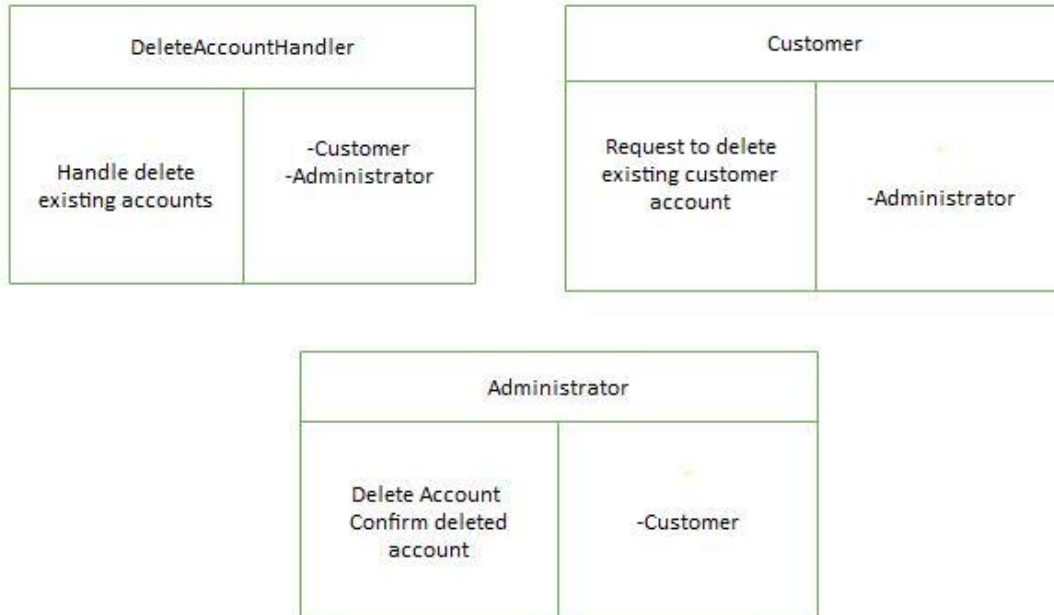 DeleteAccountHandler
Handle delete
existing accounts
-Customer
-Administrator
Customer
Request to delete
existing customer
account
-Administrator
Administrator
Delete Account
Confirm deleted
account
-Customer